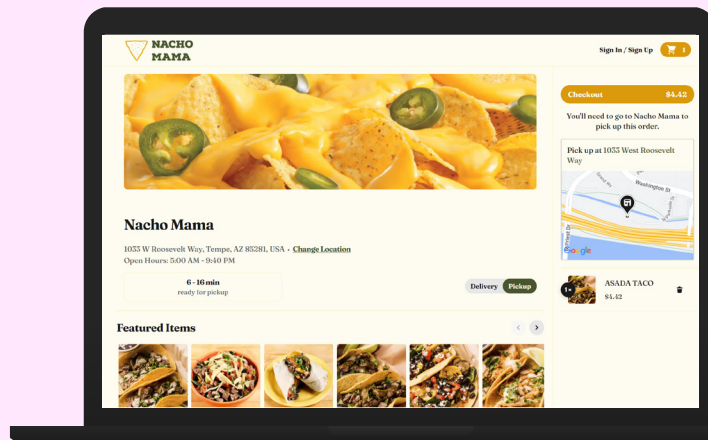 NACHO
MAMA
Sign In / Sign Up
1
Checkout $4.42
You'll need to go to Nacho Mama to
pick up this order.
Pick up at 1033 West Roosevelt
Way
Washington St
Google
Nacho Mama
1033 W Roosevelt Way, Tempe, AZ 85281, USA • Change Location
Open Hours: 5:00 AM - 9:40 PM
6 - 16 min
ready for pickup
Delivery Pickup
1×
ASADA TACO
$4.42
Featured Items